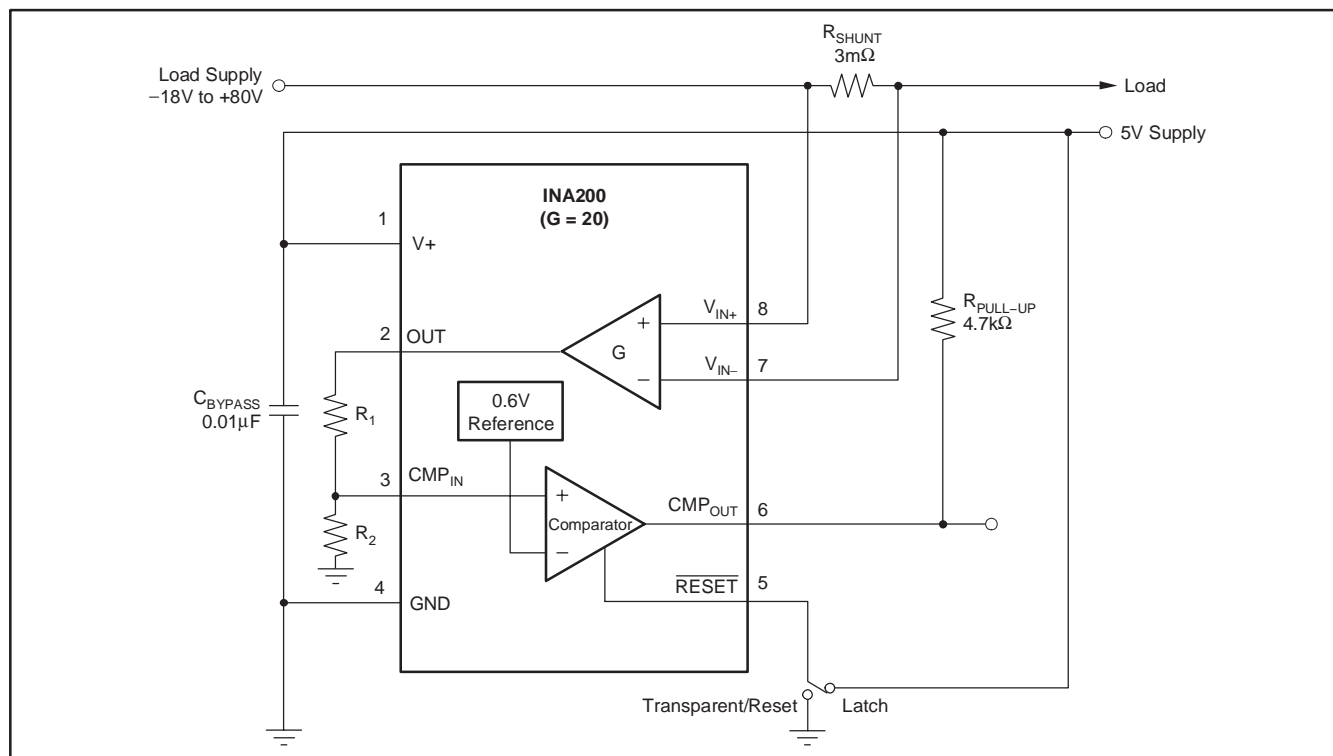 R_SHUNT
3mΩ
Load Supply
−18V to +80V
Load
5V Supply
INA200
(G = 20)
1
V+
V_IN+
8
R_PULL−UP
4.7kΩ
2
OUT
+
G
−
V_IN−
7
C_BYPASS
0.01μF
R_1
0.6V
Reference
3
CMP_IN
+
Comparator
−
CMP_OUT
6
R_2
4
GND
RESET
5
Transparent/Reset
Latch